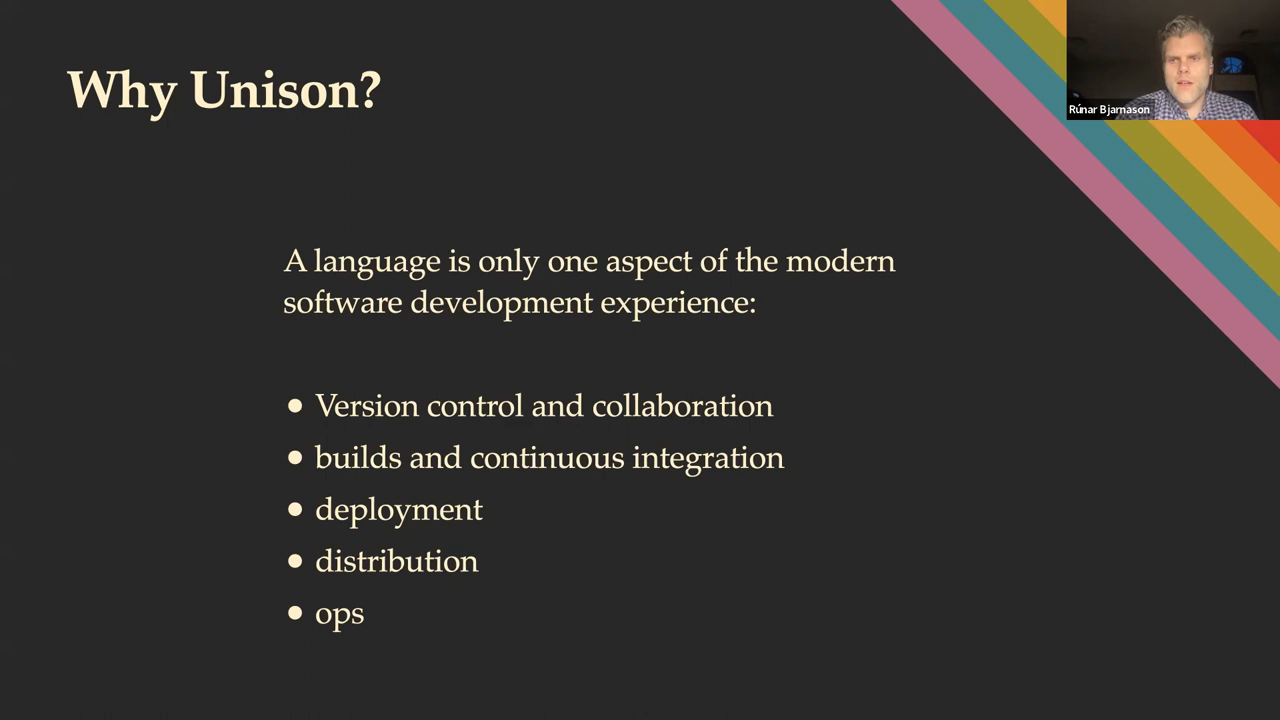 Why Unison?
Rúnar Bjarnason
A language is only one aspect of the modern
software development experience:
• Version control and collaboration
• builds and continuous integration
• deployment
• distribution
• ops